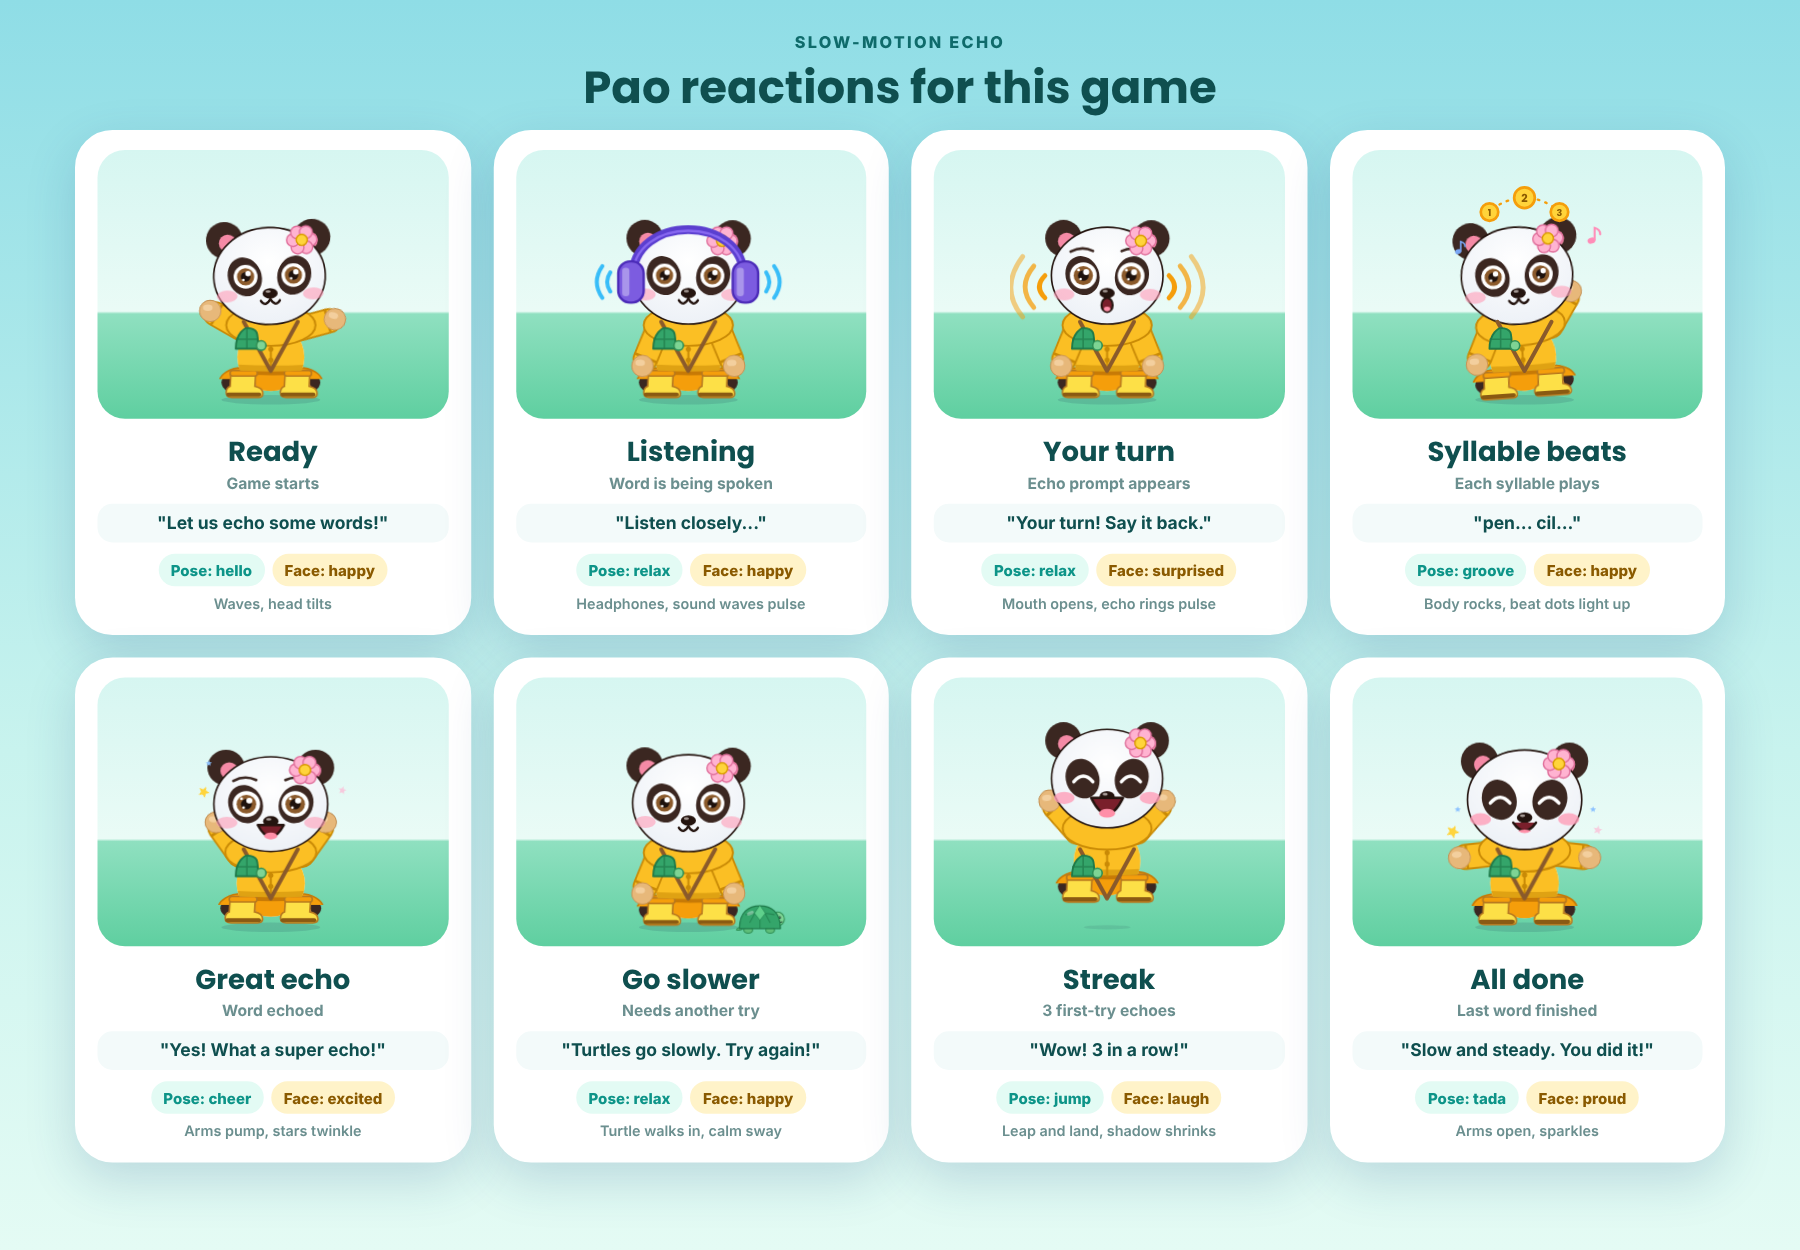 SLOW-MOTION ECHO
Pao reactions for this game
1 2 3
Ready
Game starts
"Let us echo some words!"
Pose: hello
Face: happy
Waves, head tilts
Listening
Word is being spoken
"Listen closely..."
Pose: relax
Face: happy
Headphones, sound waves pulse
Your turn
Echo prompt appears
"Your turn! Say it back."
Pose: relax
Face: surprised
Mouth opens, echo rings pulse
Syllable beats
Each syllable plays
"pen... cil..."
Pose: groove
Face: happy
Body rocks, beat dots light up
Great echo
Word echoed
"Yes! What a super echo!"
Pose: cheer
Face: excited
Arms pump, stars twinkle
Go slower
Needs another try
"Turtles go slowly. Try again!"
Pose: relax
Face: happy
Turtle walks in, calm sway
Streak
3 first-try echoes
"Wow! 3 in a row!"
Pose: jump
Face: laugh
Leap and land, shadow shrinks
All done
Last word finished
"Slow and steady. You did it!"
Pose: tada
Face: proud
Arms open, sparkles